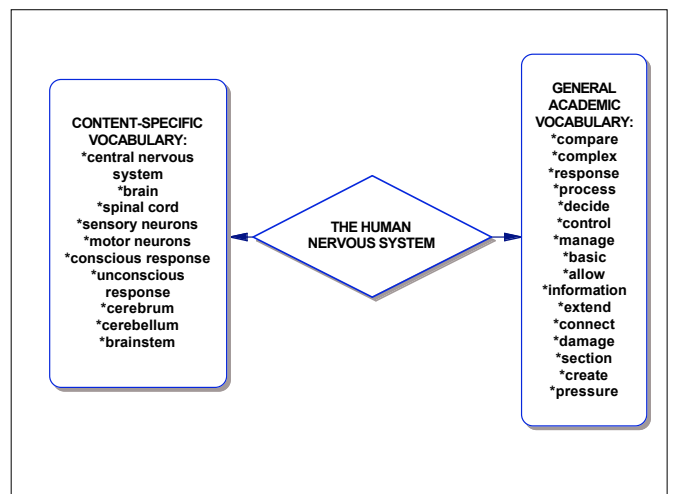 CONTENT-SPECIFIC
VOCABULARY:
*central nervous
system
*brain
*spinal cord
*sensory neurons
*motor neurons
*conscious response
*unconscious
response
*cerebrum
*cerebellum
*brainstem
THE HUMAN
NERVOUS SYSTEM
GENERAL
ACADEMIC
VOCABULARY:
*compare
*complex
*response
*process
*decide
*control
*manage
*basic
*allow
*information
*extend
*connect
*damage
*section
*create
*pressure